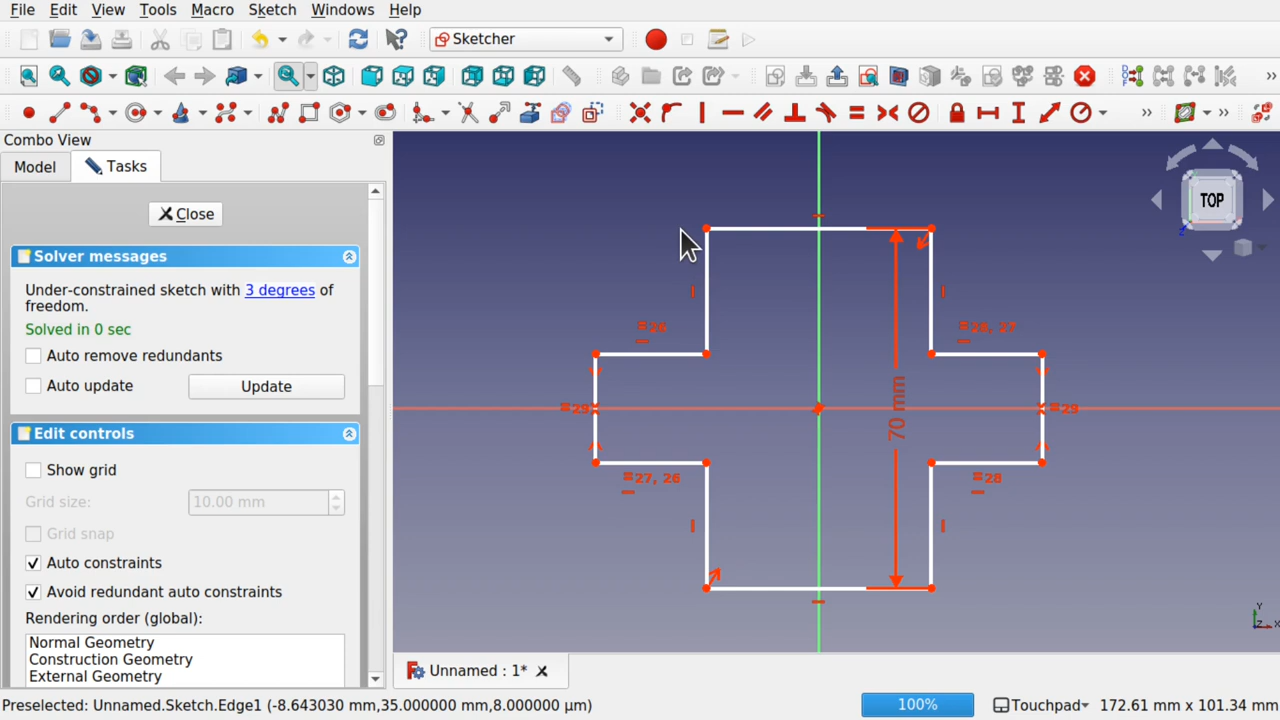 File Edit View Tools Macro Sketch Windows Help
Sketcher
Combo View
Model Tasks
Close
Solver messages
Under-constrained sketch with 3 degrees of
freedom.
Solved in 0 sec
Auto remove redundants
Auto update Update
Edit controls
Show grid
Grid size: 10.00 mm
Grid snap
Auto constraints
Avoid redundant auto constraints
Rendering order (global):
Normal Geometry
Construction Geometry
External Geometry
TOP
70 mm
=29 =29
=27, 26 =28
Y
Z X
Unnamed : 1*
Preselected: Unnamed.Sketch.Edge1 (-8.643030 mm,35.000000 mm,8.000000 µm) 100% Touchpad 172.61 mm x 101.34 mm